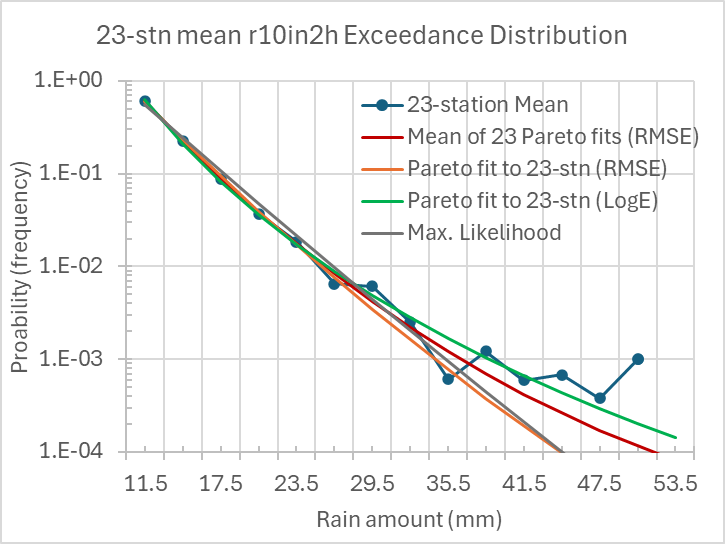 23-stn mean r10in2h Exceedance Distribution
1.E+00
1.E-01
1.E-02
1.E-03
1.E-04
Proability (frequency)
23-station Mean
Mean of 23 Pareto fits (RMSE)
Pareto fit to 23-stn (RMSE)
Pareto fit to 23-stn (LogE)
Max. Likelihood
11.5 17.5 23.5 29.5 35.5 41.5 47.5 53.5
Rain amount (mm)